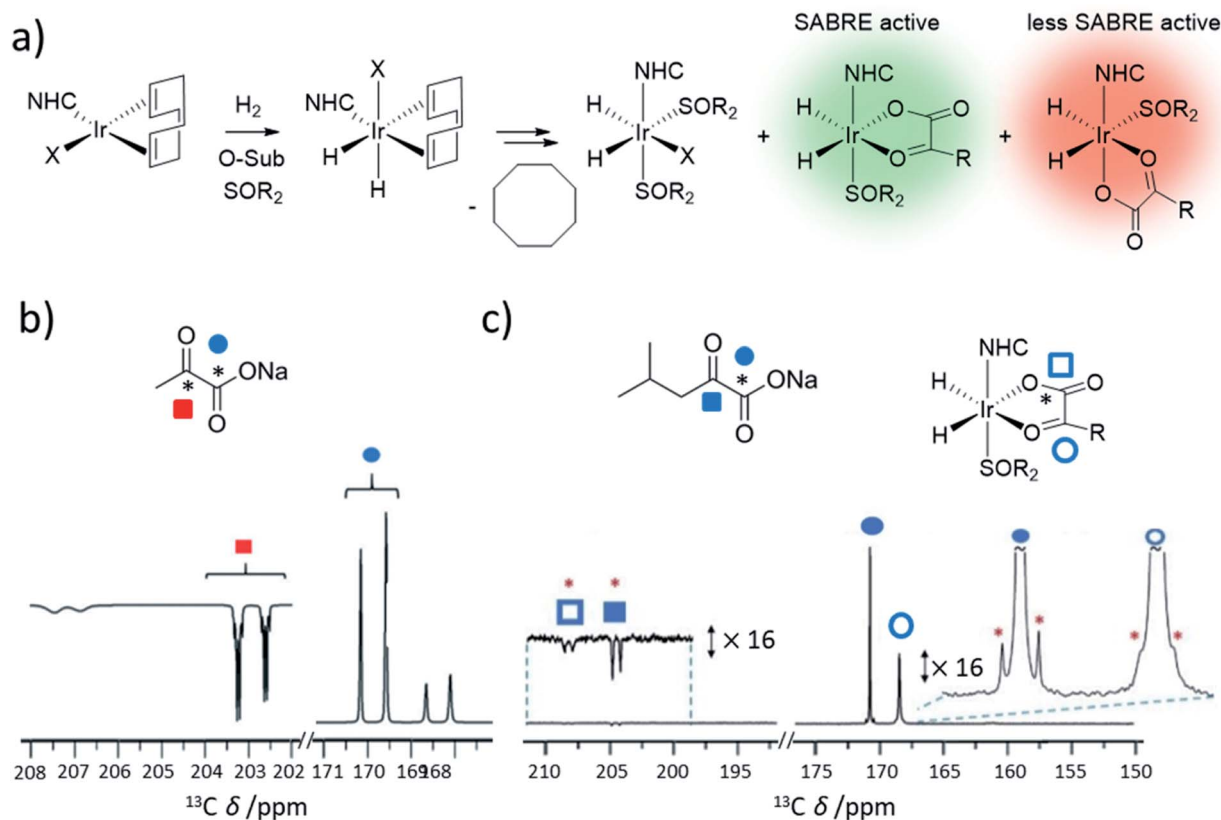 a)
SABRE active
less SABRE active
NHC
X
Ir
H₂
O-Sub
SOR₂
X
NHC
Ir
H
H
-
NHC
H
SOR₂
Ir
H
X
SOR₂
+
NHC
H
O
O
Ir
H
O
R
SOR₂
+
NHC
H
SOR₂
Ir
H
O
O
R
O
b)
O
*
*
ONa
O
208 207 206 205 204 203 202 171 170 169 168
¹³C δ /ppm
c)
O
*
ONa
O
NHC
H
O
O
*
Ir
H
O
R
SOR₂
* *
× 16
× 16
* * * *
210 205 200 195 175 170 165 160 155 150
¹³C δ /ppm